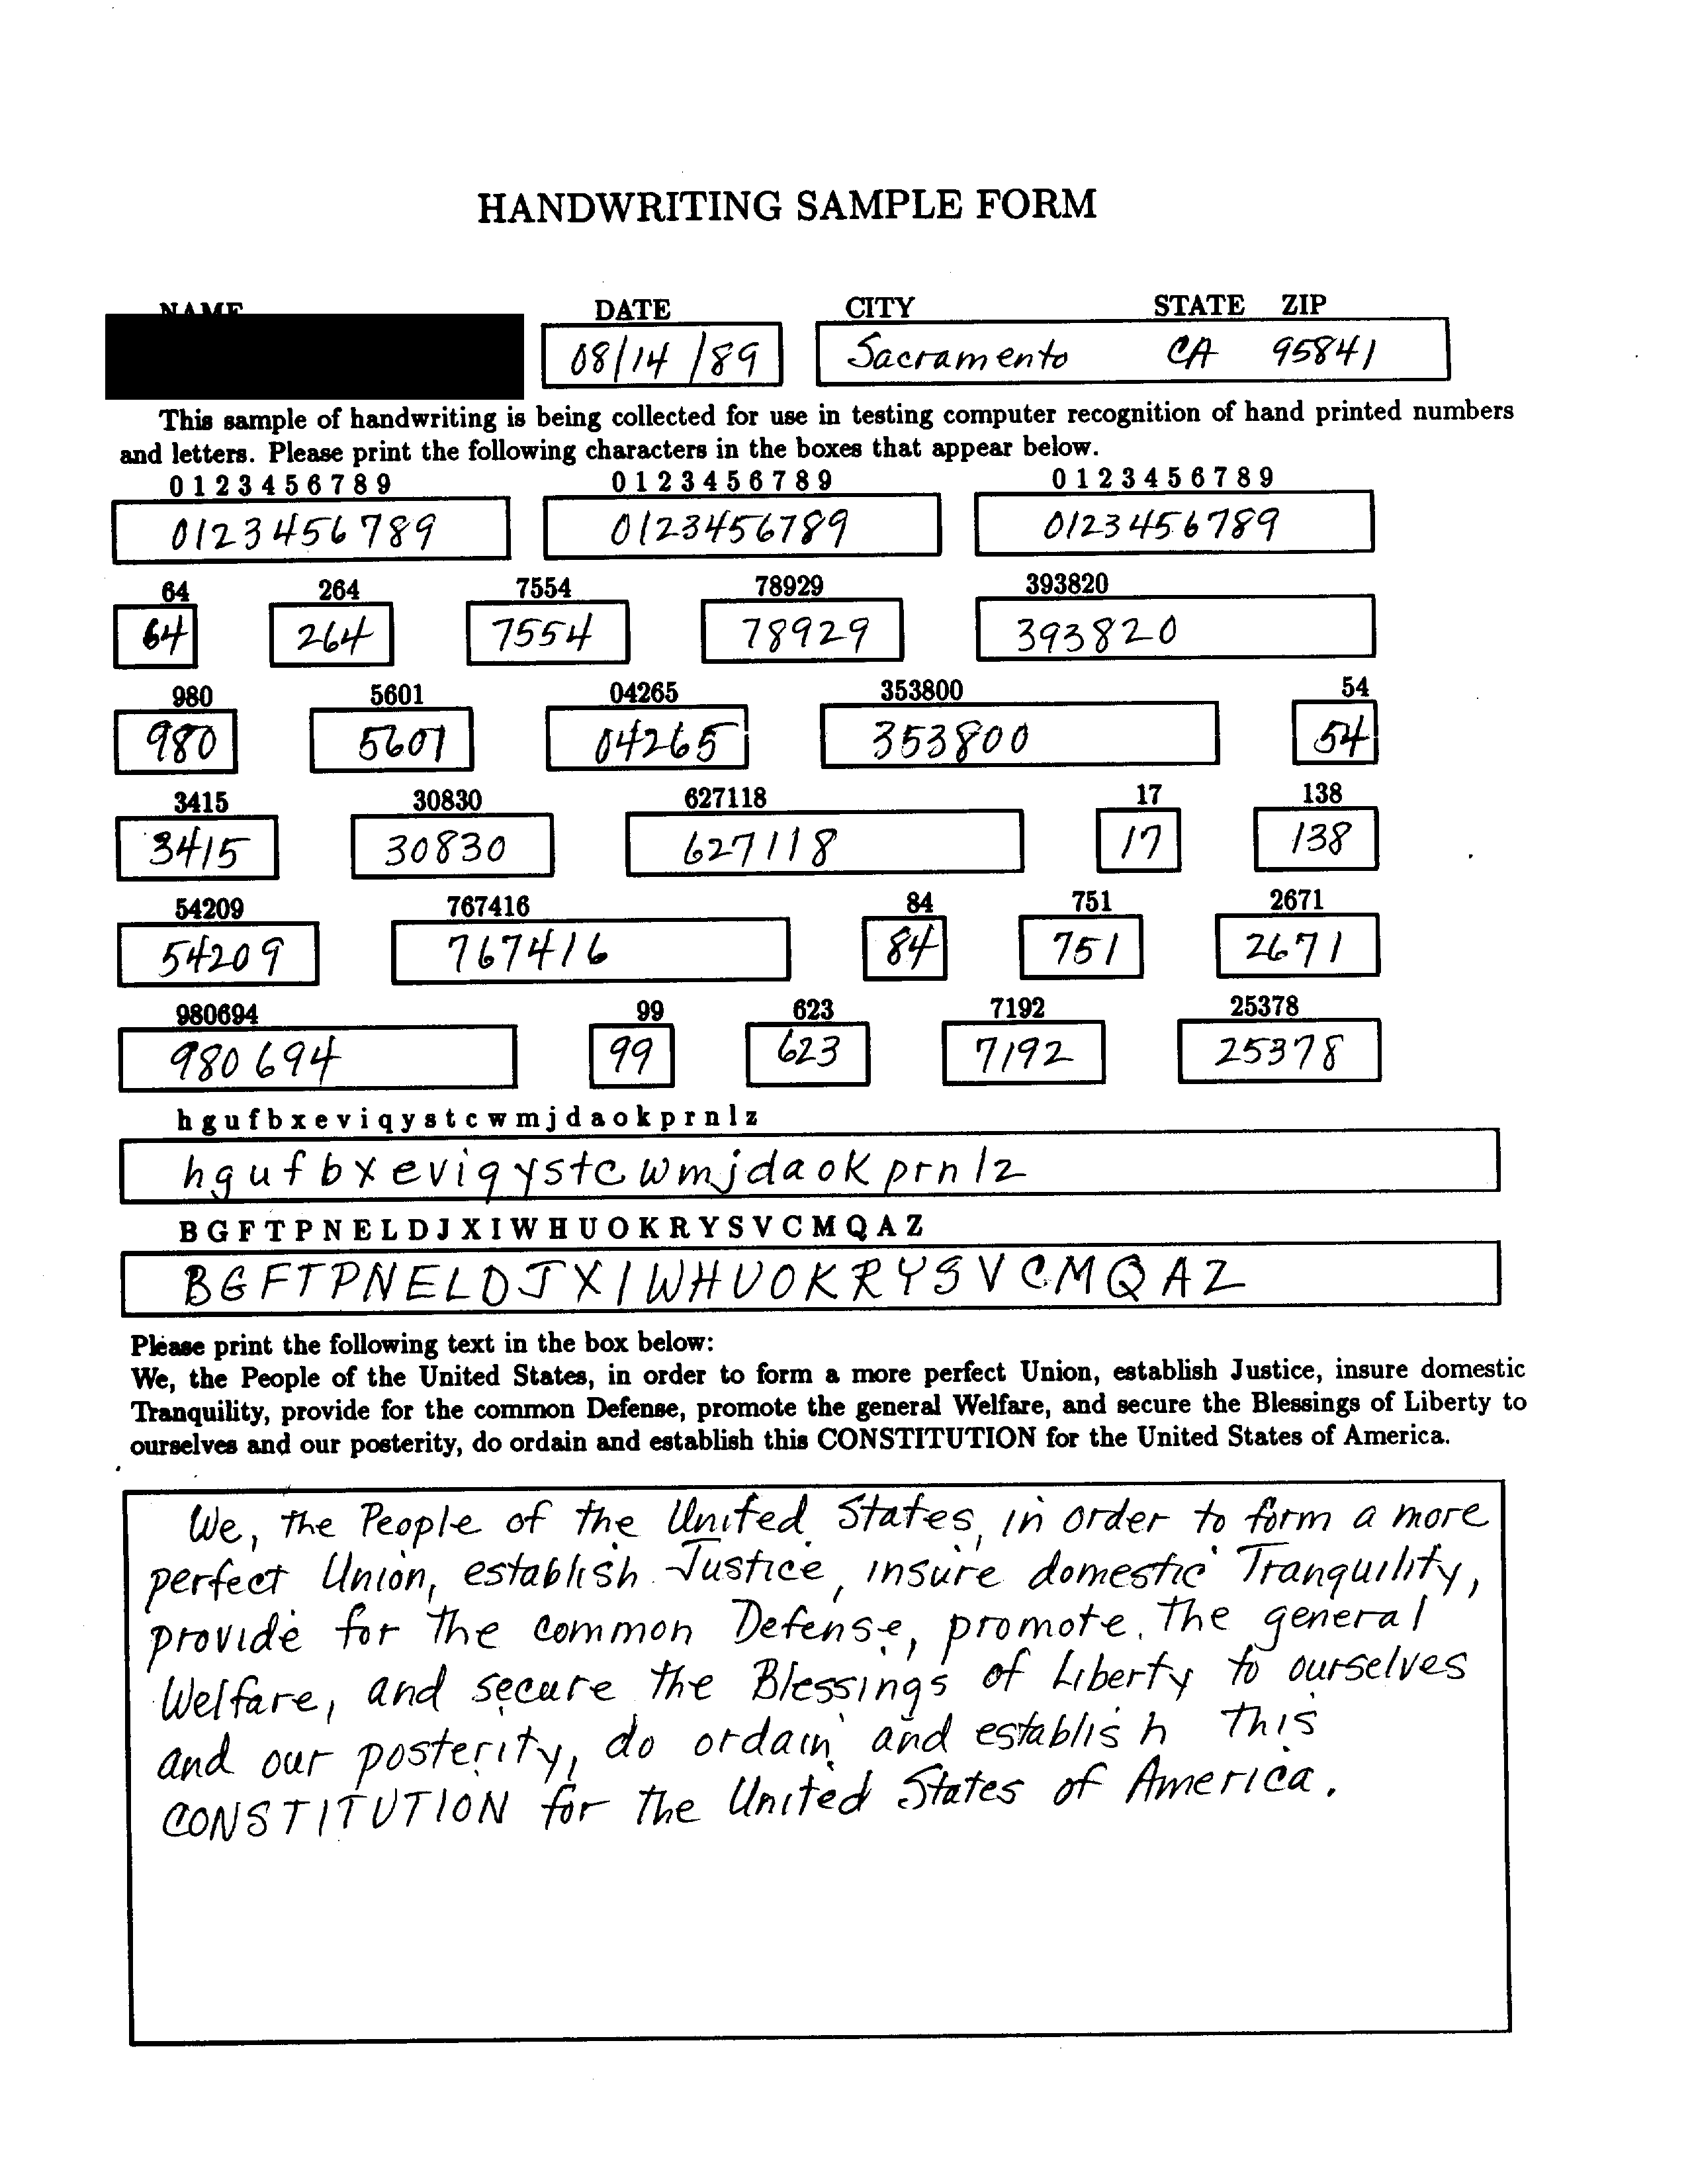 HANDWRITING SAMPLE FORM
NAME DATE CITY STATE ZIP
08/14/89 Sacramento CA 95841
This sample of handwriting is being collected for use in testing computer recognition of hand printed numbers
and letters. Please print the following characters in the boxes that appear below.
0 1 2 3 4 5 6 7 8 9 0 1 2 3 4 5 6 7 8 9 0 1 2 3 4 5 6 7 8 9
0123456789 0123456789 0123456789
64 264 7554 78929 393820
64 264 7554 78929 393820
980 5601 04265 353800 54
980 5601 04265 353800 54
3415 30830 627118 17 138
3415 30830 627118 17 138
54209 767416 84 751 2671
54209 767416 84 751 2671
980694 99 623 7192 25378
980694 99 623 7192 25378
h g u f b x e v i q y s t c w m j d a o k p r n l z
hgufbxeviqystcwmjdaokprnlz
B G F T P N E L D J X I W H U O K R Y S V C M Q A Z
BGFTPNELDJXIWHUOKRYSVCMQAZ
Please print the following text in the box below:
We, the People of the United States, in order to form a more perfect Union, establish Justice, insure domestic
Tranquility, provide for the common Defense, promote the general Welfare, and secure the Blessings of Liberty to
ourselves and our posterity, do ordain and establish this CONSTITUTION for the United States of America.
We, the People of the United States, in order to form a more
perfect Union, establish Justice, insure domestic Tranquility,
provide for the common Defense, promote the general
Welfare, and secure the Blessings of Liberty to ourselves
and our posterity, do ordain and establish this
CONSTITUTION for the United States of America.